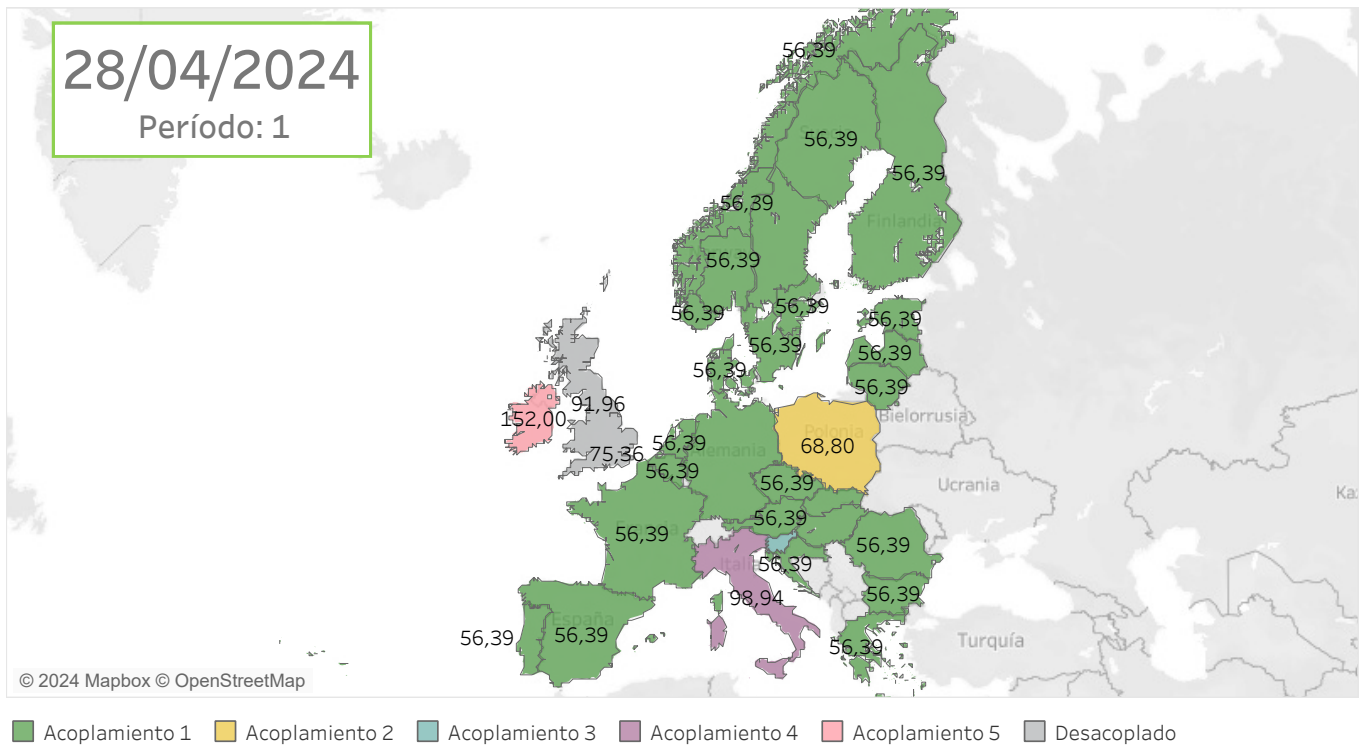 28/04/2024
Período: 1
56,39
56,39
56,39
Finlandia
56,39
56,39
56,39
56,39
56,39
56,39
56,39
56,39
56,39
91,96
152,00
Bielorrusia
Polonia
68,80
75,36
56,39
Alemania
56,39
56,39
Ucrania
Ka
56,39
56,39
56,39
Italia
56,39
56,39
98,94
España
56,39
56,39
56,39
Turquía
© 2024 Mapbox © OpenStreetMap
Acoplamiento 1
Acoplamiento 2
Acoplamiento 3
Acoplamiento 4
Acoplamiento 5
Desacoplado